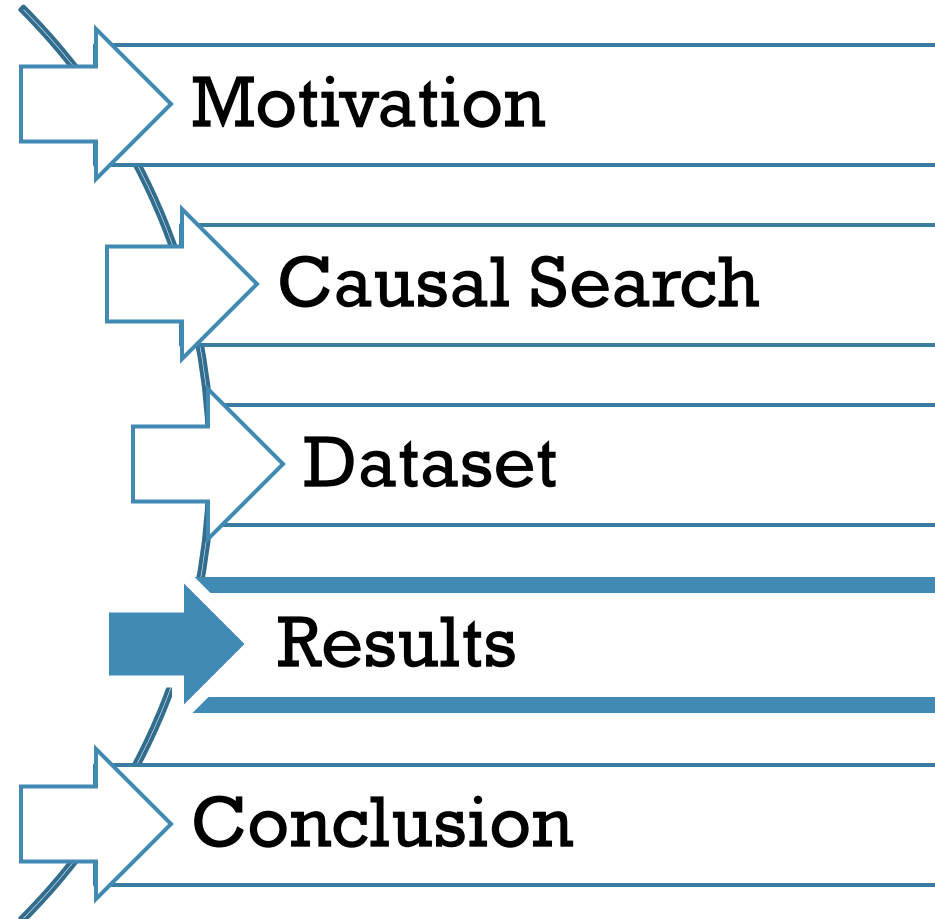 Motivation
Causal Search
Dataset
Results
Conclusion